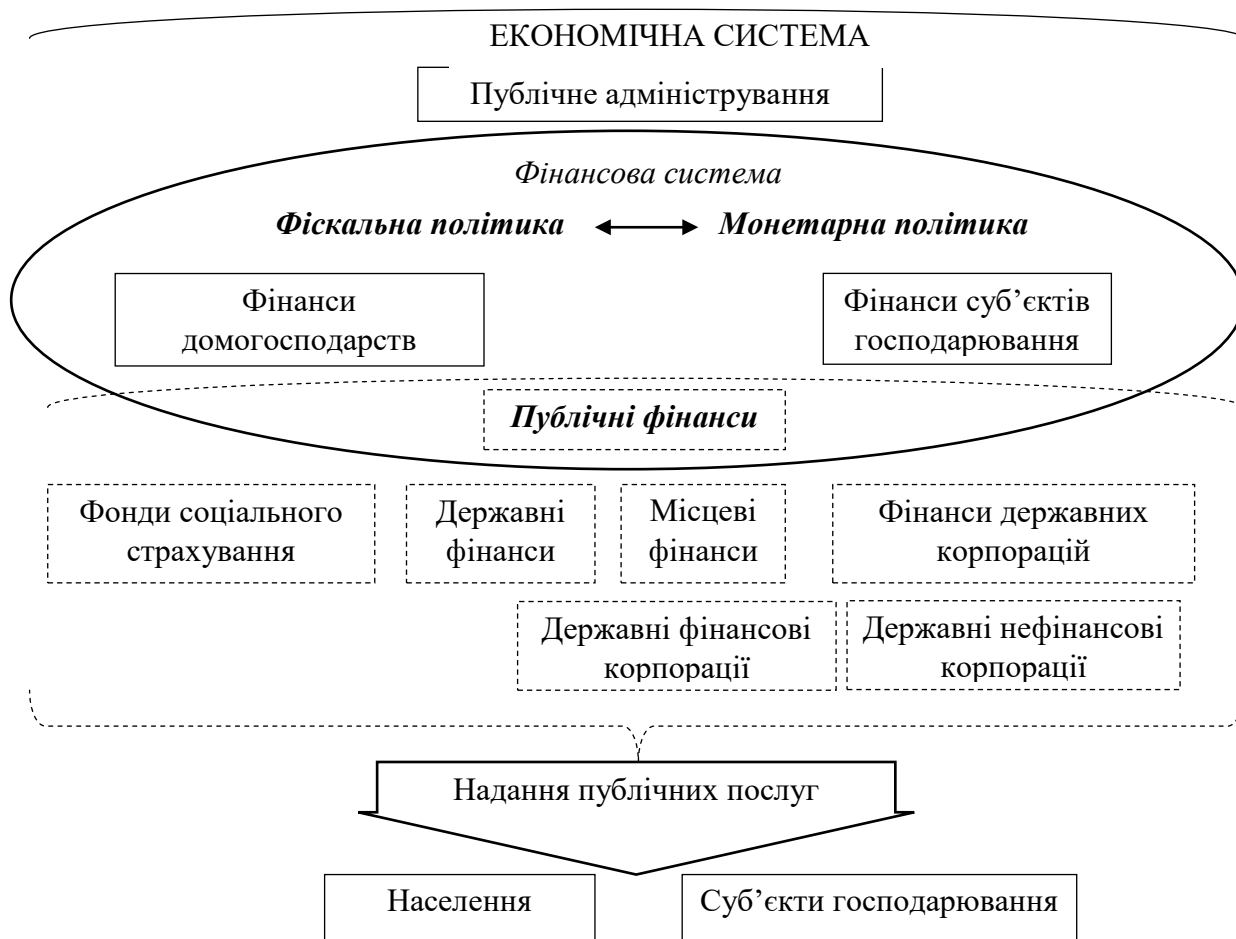 ЕКОНОМІЧНА СИСТЕМА
Публічне адміністрування
Фінансова система
Фіскальна політика
Монетарна політика
Фінанси
домогосподарств
Фінанси суб’єктів
господарювання
Публічні фінанси
Фонди соціального
страхування
Державні
фінанси
Місцеві
фінанси
Фінанси державних
корпорацій
Державні фінансові
корпорації
Державні нефінансові
корпорації
Надання публічних послуг
Населення
Суб’єкти господарювання